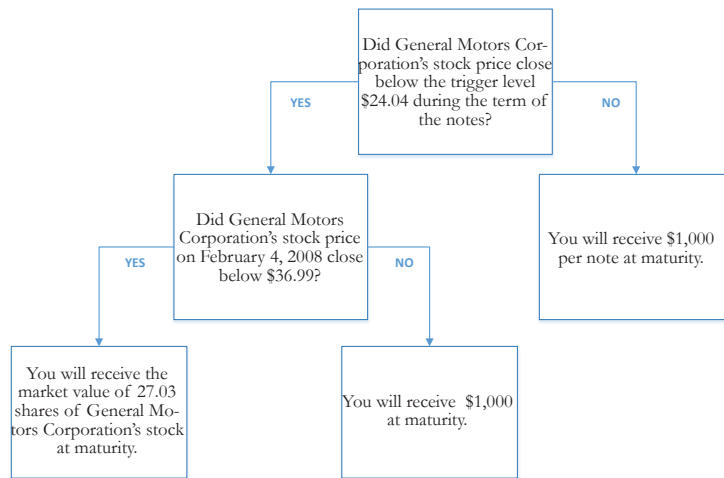 Did General Motors Cor-
poration's stock price close
below the trigger level
$24.04 during the term of
the notes?
YES
NO
Did General Motors
Corporation's stock price
on February 4, 2008 close
below $36.99?
You will receive $1,000
per note at maturity.
YES
NO
You will receive the
market value of 27.03
shares of General Mo-
tors Corporation's stock
at maturity.
You will receive $1,000
at maturity.